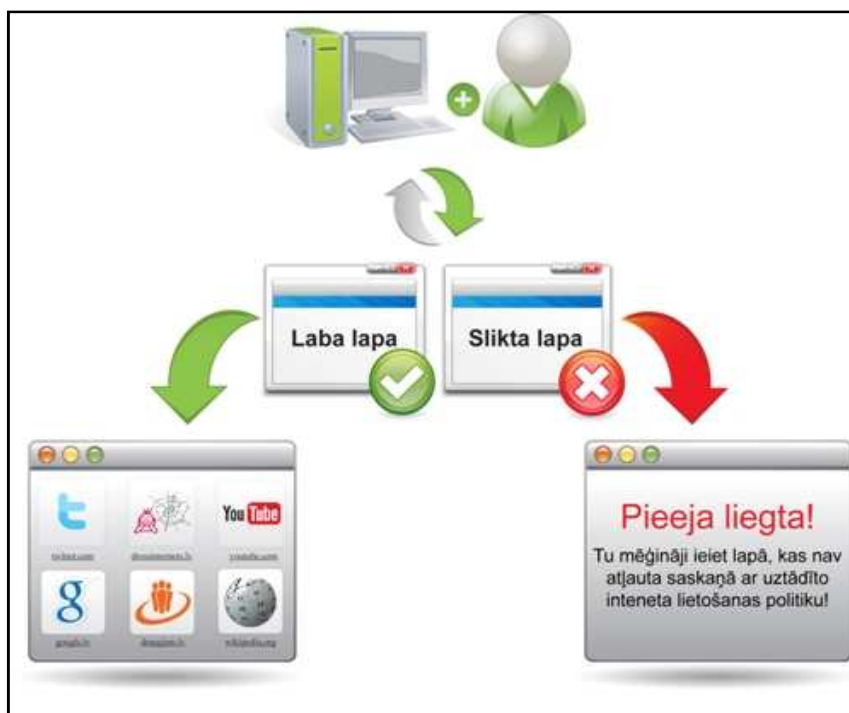 Laba lapa
Slikta lapa
You Tube
g
Pieeja liegta!
Tu mēģināji ieiet lapā, kas nav
atļauta saskaņā ar uztādīto
inteneta lietošanas politiku!